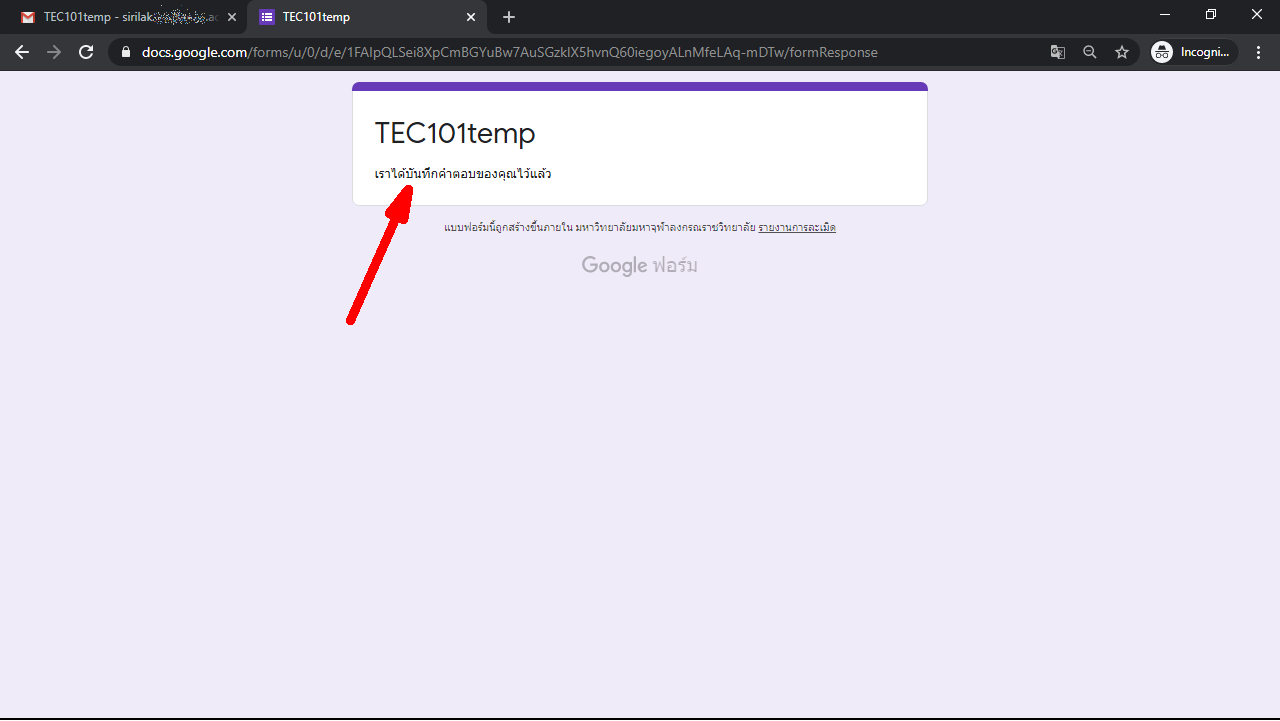 TEC101temp - sirilak
TEC101temp
docs.google.com/forms/u/0/d/e/1FAIpQLSei8XpCmBGYuBw7AuSGzklX5hvnQ60iegoyALnMfeLAq-mDTw/formResponse
Incogni...
TEC101temp
เราได้บันทึกคำตอบของคุณไว้แล้ว
แบบฟอร์มนี้ถูกสร้างขึ้นภายใน มหาวิทยาลัยมหาจุฬาลงกรณราชวิทยาลัย รายงานการละเมิด
Google ฟอร์ม